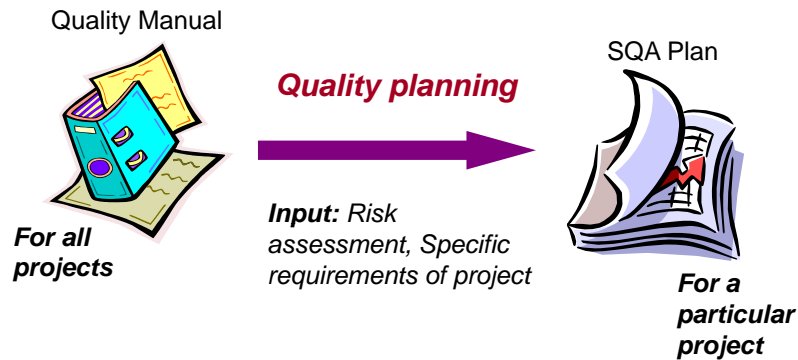 Quality Manual
SQA Plan
Quality planning
Input: Risk
assessment, Specific
requirements of project
For all
projects
For a
particular
project